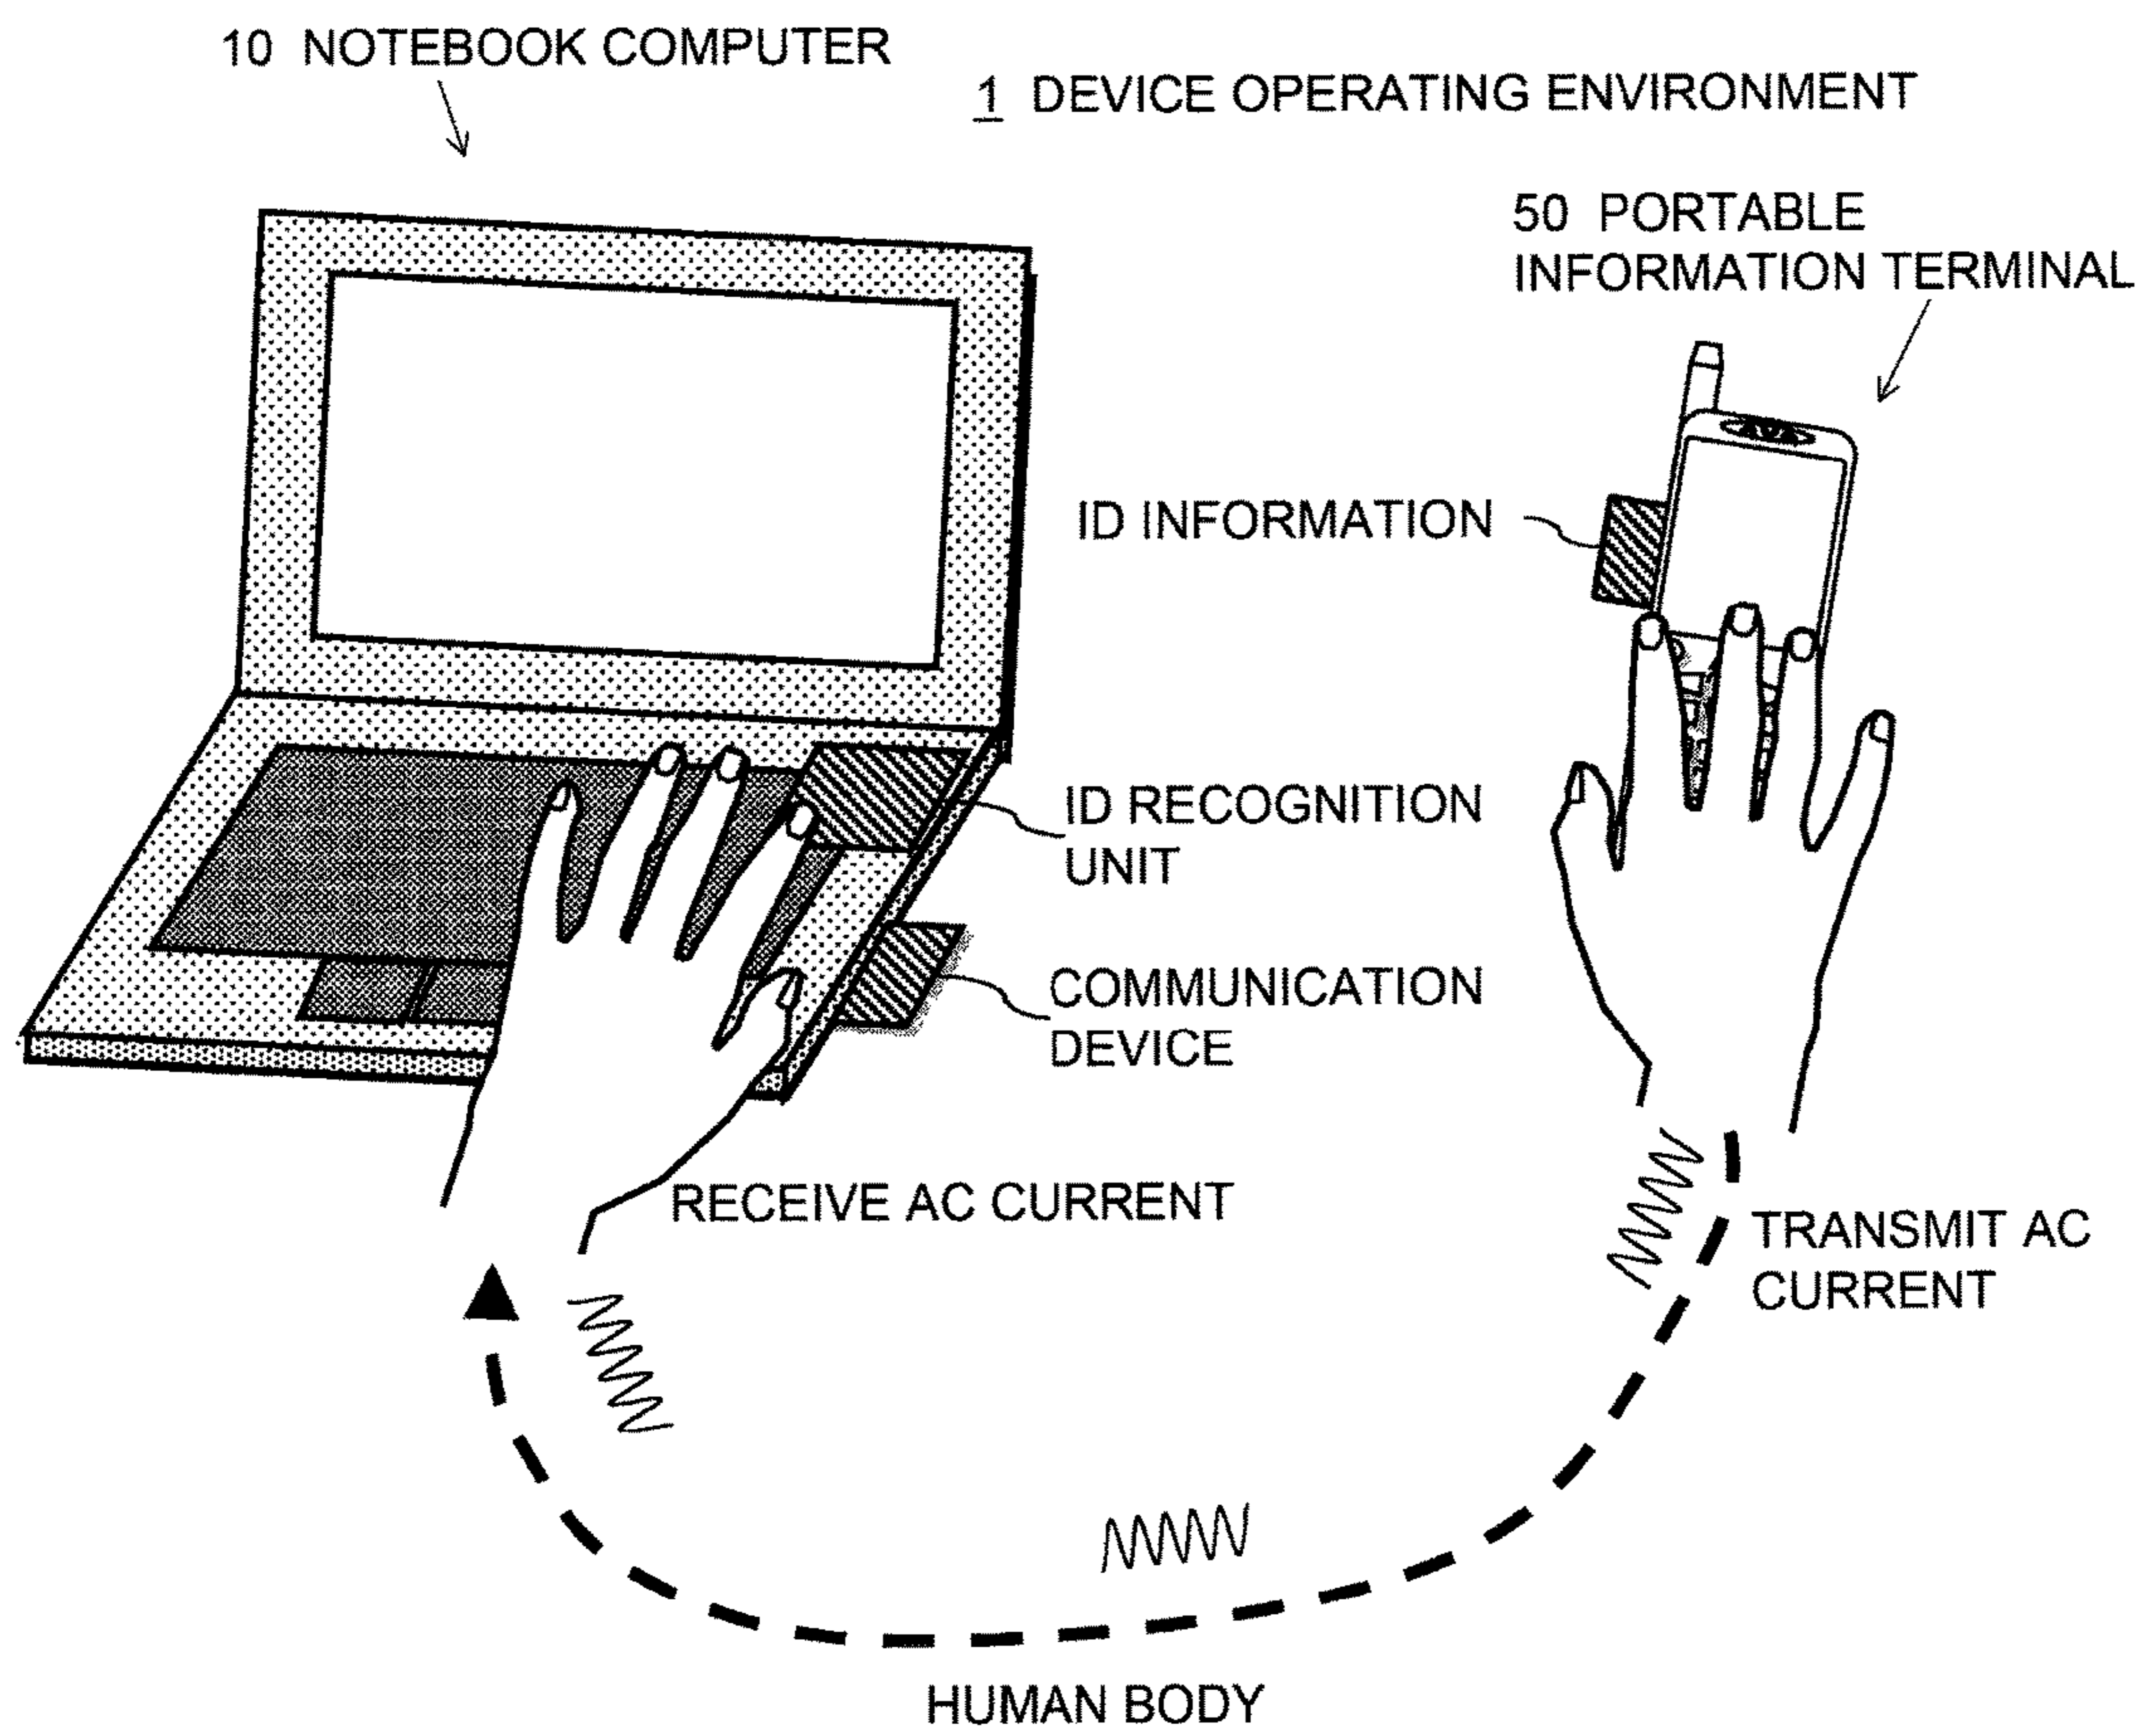 10 NOTEBOOK COMPUTER
1 DEVICE OPERATING ENVIRONMENT
50 PORTABLE
INFORMATION TERMINAL
ID INFORMATION
ID RECOGNITION
UNIT
COMMUNICATION
DEVICE
RECEIVE AC CURRENT
TRANSMIT AC
CURRENT
HUMAN BODY